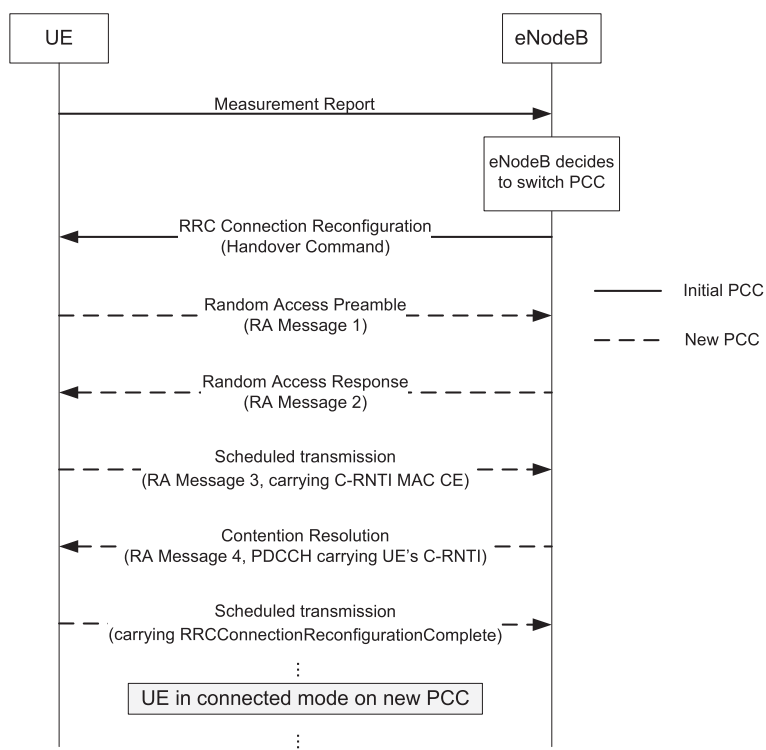 UE
eNodeB
Measurement Report
eNodeB decides
to switch PCC
RRC Connection Reconfiguration
(Handover Command)
Initial PCC
Random Access Preamble
(RA Message 1)
New PCC
Random Access Response
(RA Message 2)
Scheduled transmission
(RA Message 3, carrying C-RNTI MAC CE)
Contention Resolution
(RA Message 4, PDCCH carrying UE's C-RNTI)
Scheduled transmission
(carrying RRCConnectionReconfigurationComplete)
UE in connected mode on new PCC